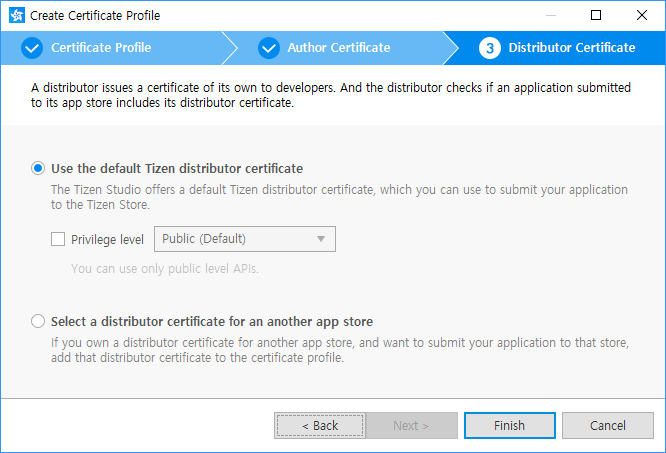 Create Certificate Profile
Certificate Profile
Author Certificate
3 Distributor Certificate
A distributor issues a certificate of its own to developers. And the distributor checks if an application submitted
to its app store includes its distributor certificate.
Use the default Tizen distributor certificate
The Tizen Studio offers a default Tizen distributor certificate, which you can use to submit your application
to the Tizen Store.
Privilege level Public (Default)
You can use only public level APIs.
Select a distributor certificate for an another app store
If you own a distributor certificate for another app store, and want to submit your application to that store,
add that distributor certificate to the certificate profile.
< Back Next > Finish Cancel